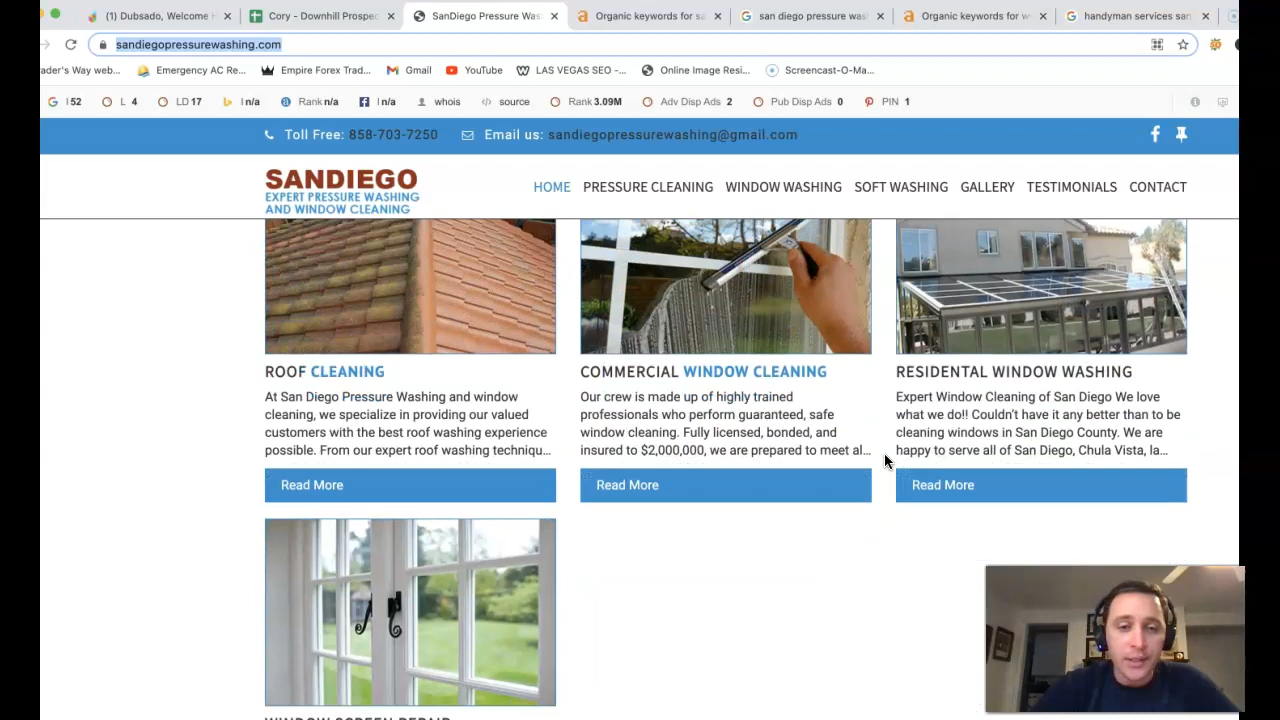 (1) Dubsado, Welcome H
Cory - Downhill Prospec
SanDiego Pressure Was
Organic keywords for sa
san diego pressure was
Organic keywords for w
handyman services san
sandiegopressurewashing.com
ader's Way web...
Emergency AC Re...
Empire Forex Trad...
Gmail
YouTube
LAS VEGAS SEO -...
Online Image Resi...
Screencast-O-Ma...
I 52
L 4
LD 17
I n/a
Rank n/a
I n/a
whois
source
Rank 3.09M
Adv Disp Ads 2
Pub Disp Ads 0
PIN 1
Toll Free: 858-703-7250
Email us: sandiegopressurewashing@gmail.com
SANDIEGO
EXPERT PRESSURE WASHING
AND WINDOW CLEANING
HOME PRESSURE CLEANING WINDOW WASHING SOFT WASHING GALLERY TESTIMONIALS CONTACT
ROOF CLEANING
At San Diego Pressure Washing and window
cleaning, we specialize in providing our valued
customers with the best roof washing experience
possible. From our expert roof washing techniqu...
Read More
COMMERCIAL WINDOW CLEANING
Our crew is made up of highly trained
professionals who perform guaranteed, safe
window cleaning. Fully licensed, bonded, and
insured to $2,000,000, we are prepared to meet al...
Read More
RESIDENTAL WINDOW WASHING
Expert Window Cleaning of San Diego We love
what we do!! Couldn't have it any better than to be
cleaning windows in San Diego County. We are
happy to serve all of San Diego, Chula Vista, la...
Read More
WINDOW SCREEN REPAIR